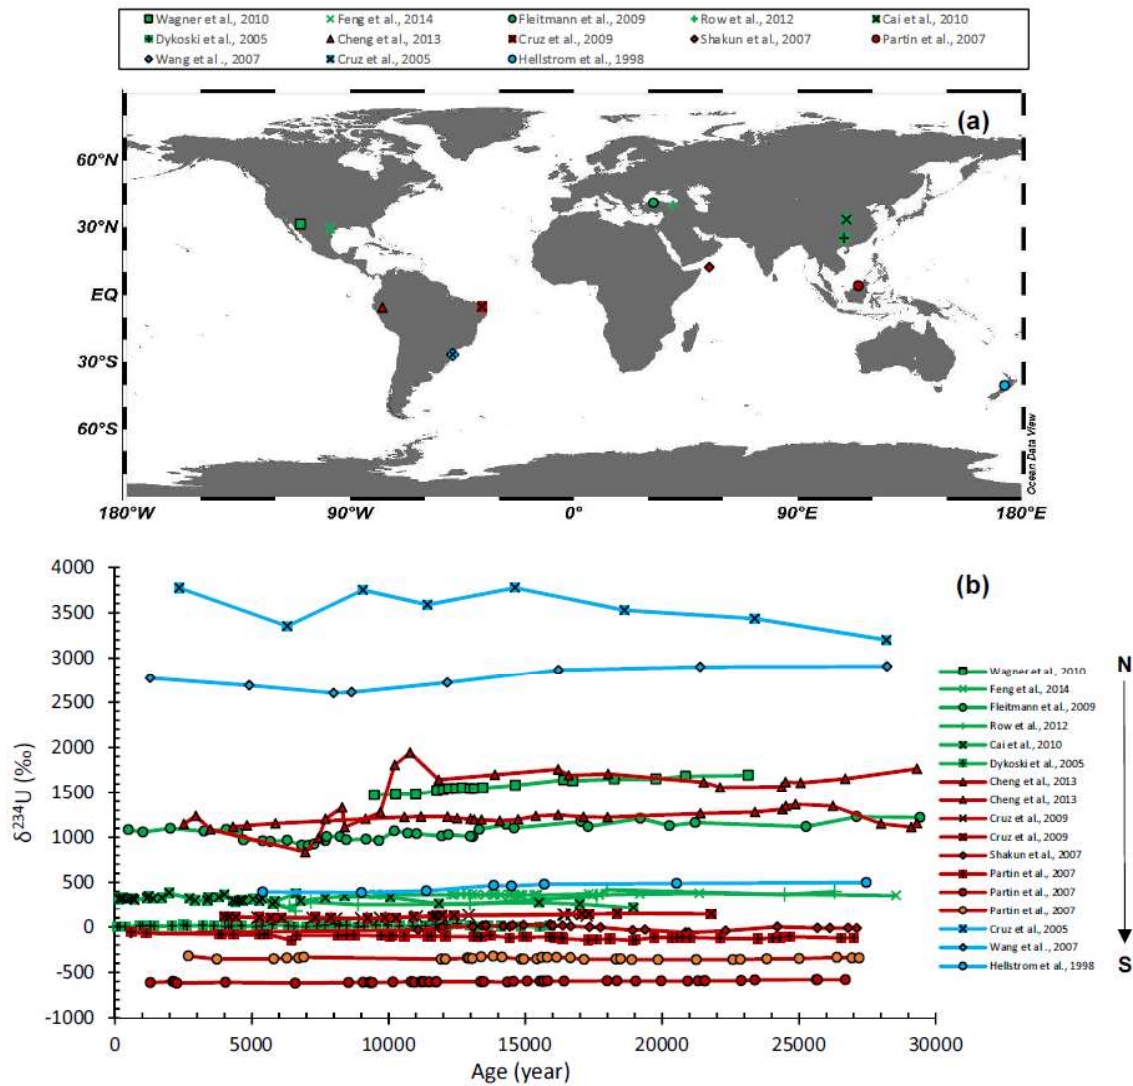 Wagner et al., 2010 Feng et al., 2014 Fleitmann et al., 2009 Row et al., 2012 Cai et al., 2010
Dykoski et al., 2005 Cheng et al., 2013 Cruz et al., 2009 Shakun et al., 2007 Partin et al., 2007
Wang et al., 2007 Cruz et al., 2005 Hellstrom et al., 1998
(a)
60°N
30°N
EQ
30°S
60°S
Ocean Data View
180°W 90°W 0° 90°E 180°E
(b)
4000
3500
3000
2500
2000
1500
1000
500
0
-500
-1000
δ²³⁴U (‰)
0 5000 10000 15000 20000 25000 30000
Age (year)
Wagner et al., 2010
Feng et al., 2014
Fleitmann et al., 2009
Row et al., 2012
Cai et al., 2010
Dykoski et al., 2005
Cheng et al., 2013
Cheng et al., 2013
Cruz et al., 2009
Cruz et al., 2009
Shakun et al., 2007
Partin et al., 2007
Partin et al., 2007
Partin et al., 2007
Cruz et al., 2005
Wang et al., 2007
Hellstrom et al., 1998
N
S